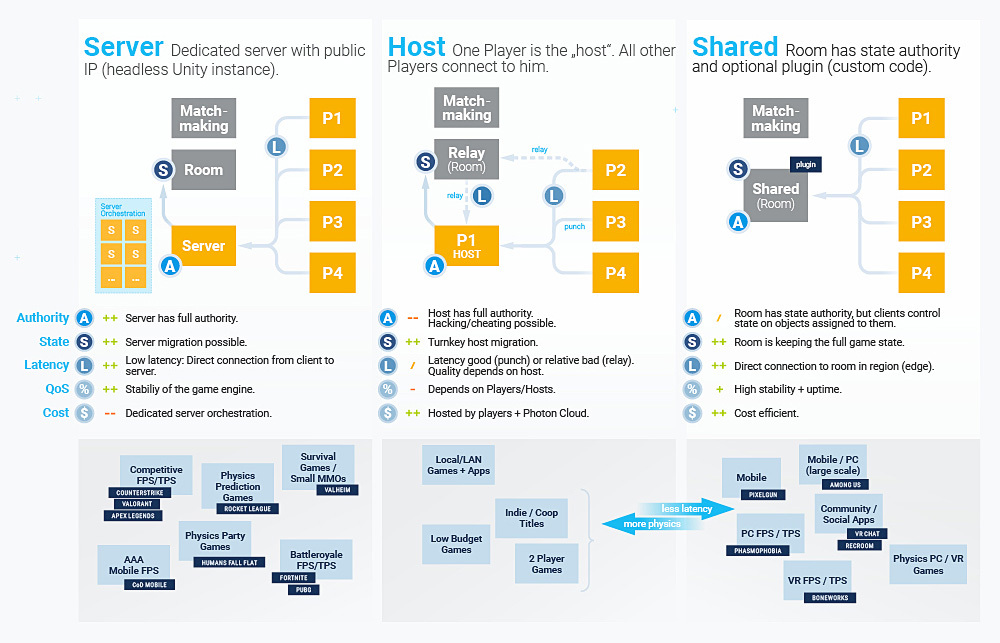 Server Dedicated server with public
IP (headless Unity instance).
Match-
making
P1
L
S
Room
P2
Server
Orchestration
S S
S S
... ...
P3
Server
A
P4
Host One Player is the „host“. All other
Players connect to him.
Match-
making
S
Relay
(Room)
relay
P2
relay
L
L
P3
punch
P1
HOST
A
P4
Shared Room has state authority
and optional plugin (custom code).
Match-
making
P1
L
plugin
S
P2
Shared
(Room)
A
P3
P4
Authority A ++ Server has full authority.
State S ++ Server migration possible.
Latency L ++ Low latency: Direct connection from client to
server.
QoS % ++ Stabiliy of the game engine.
Cost $ -- Dedicated server orchestration.
A -- Host has full authority.
Hacking/cheating possible.
S ++ Turnkey host migration.
L / Latency good (punch) or relative bad (relay).
Quality depends on host.
% - Depends on Players/Hosts.
$ ++ Hosted by players + Photon Cloud.
A / Room has state authority, but clients control
state on objects assigned to them.
S ++ Room is keeping the full game state.
L ++ Direct connection to room in region (edge).
% + High stability + uptime.
$ ++ Cost efficient.
Competitive
FPS/TPS
COUNTERSTRIKE
VALORANT
APEX LEGENDS
Physics
Prediction
Games
ROCKET LEAGUE
Survival
Games /
Small MMOs
VALHEIM
Physics Party
Games
HUMANS FALL FLAT
AAA
Mobile FPS
CoD MOBILE
Battleroyale
FPS/TPS
FORTNITE
PUBG
Local/LAN
Games + Apps
Indie / Coop
Titles
Low Budget
Games
2 Player
Games
less latency
more physics
Mobile
PIXELGUN
Mobile / PC
(large scale)
AMONG US
Community /
Social Apps
VR CHAT
RECROOM
PC FPS / TPS
PHASMOPHOBIA
Physics PC / VR
Games
VR FPS / TPS
BONEWORKS